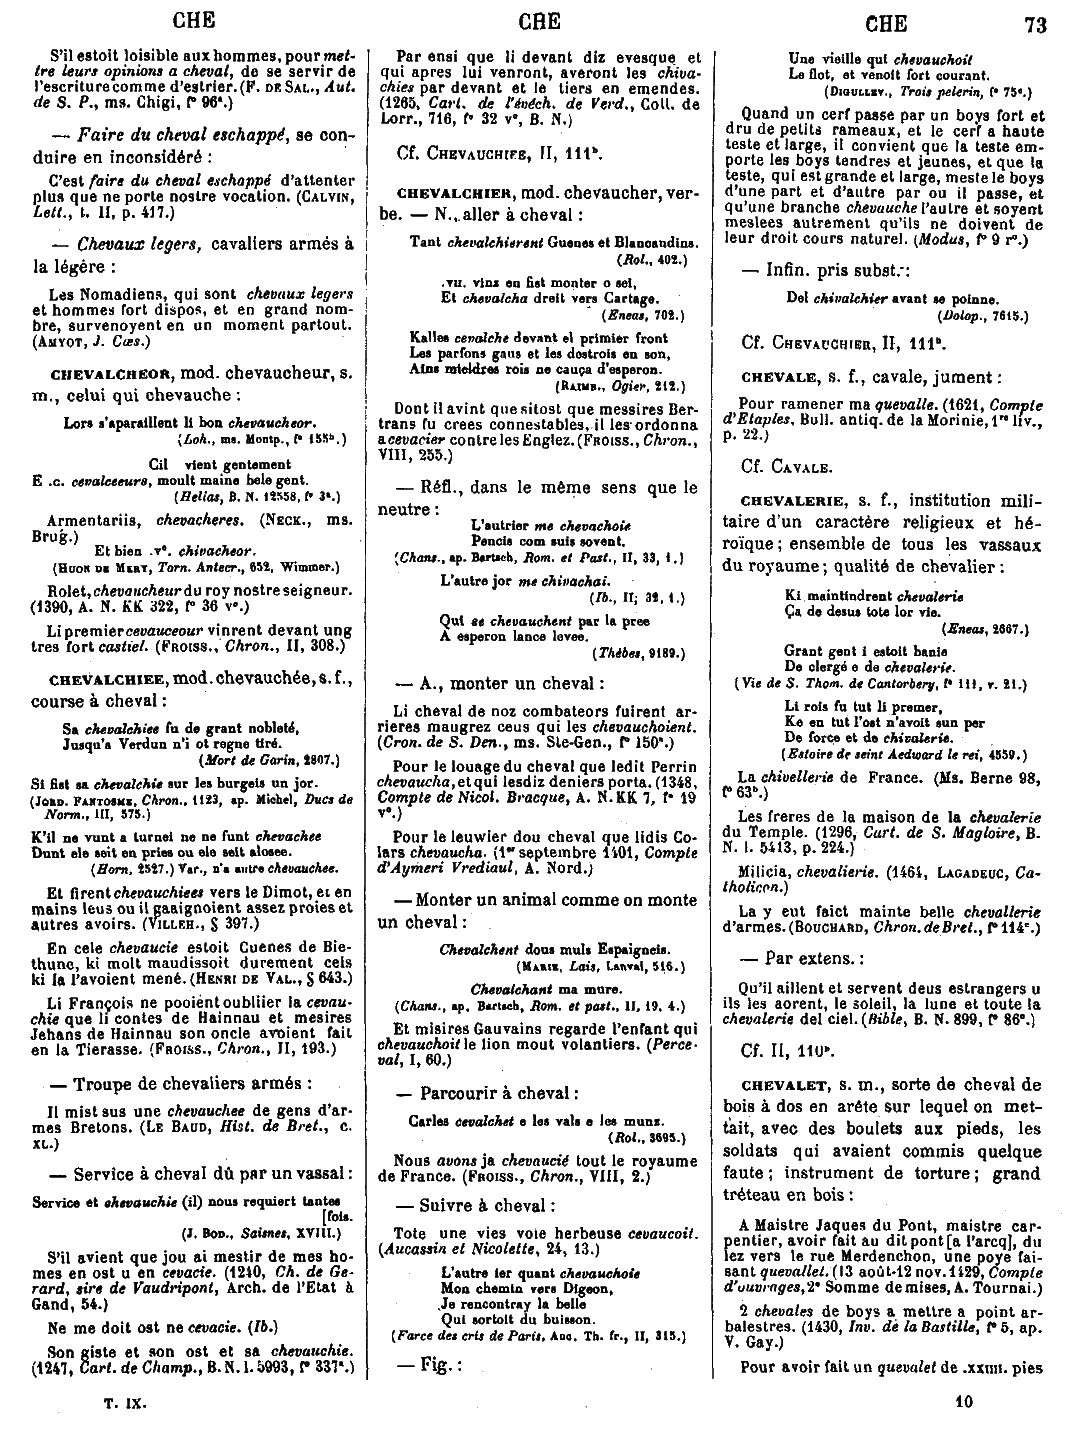 CHE
CHE
CHE
73
S'il estoit loisible aux hommes, pour met-
tre leurs opinions a cheval, de se servir de
l'escriture comme d'estrier. (F. DE SAL., Aut.
de S. P., ms. Chigi, f° 96ª.)
— Faire du cheval eschappé, se con-
duire en inconsidéré :
C'est faire du cheval eschappé d'attenter
plus que ne porte nostre vocation. (CALVIN,
Lett., t. II, p. 417.)
— Chevaux legers, cavaliers armés à
la légère :
Les Nomadiens, qui sont chevaux legers
et hommes fort dispos, et en grand nom-
bre, survenoyent en un moment partout.
(AMYOT, J. Cæs.)
CHEVALCHEOR, mod. chevaucheur, s.
m., celui qui chevauche :
Lors s'aparaillent li bon chevaucheor.
(Loh., ms. Montp., f° 155ᵇ.)
Cil vient gentement
E .c. cevalceeurs, moult maine bele gent.
(Helias, B. N. 12558, f° 3ª.)
Armentariis, chevacheres. (NECK., ms.
Brug.)
Et bien .vᶜ. chivacheor.
(HUON DE MERY, Torn. Antecr., 652, Wimmer.)
Rolet, chevaucheur du roy nostre seigneur.
(1390, A. N. KK 322, f° 36 v°.)
Li premier cevauceour vinrent devant ung
tres fort castiel. (FROISS., Chron., II, 308.)
CHEVALCHIEE, mod. chevauchée, s. f.,
course à cheval :
Sa chevalchiee fu de grant nobleté,
Jusqu'a Verdun n'i ot regne tiré.
(Mort de Garin, 2807.)
Si fist sa chevalchie sur les burgeis un jor.
(JORD. FANTOSME, Chron., 1123, ap. Michel, Ducs de
Norm., III, 575.)
K'il ne vunt a turnei ne ne funt chevachee
Dunt ele seit en pries ou ele seit alosee.
(Horn, 2527.) Var., n'a autre chevauchee.
Et firent chevauchiees vers le Dimot, et en
mains leus ou il gaaignoient assez proies et
autres avoirs. (VILLEH., § 397.)
En cele chevaucie estoit Cuenes de Bie-
thune, ki molt maudissoit durement cels
ki la l'avoient mené. (HENRI DE VAL., § 643.)
Li François ne pooient oubliier la cevau-
chie que li contes de Hainnau et mesires
Jehans de Hainnau son oncle avoient fait
en la Tierasse. (FROISS., Chron., II, 193.)
— Troupe de chevaliers armés :
Il mist sus une chevauchee de gens d'ar-
mes Bretons. (LE BAUD, Hist. de Bret., c.
XL.)
— Service à cheval dû par un vassal :
Service et chevauchie (il) nous requiert tantes
[fois.
(J. BOD., Saisnes, XVIII.)
S'il avient que jou ai mestir de mes ho-
mes en ost u en cevacie. (1240, Ch. de Ge-
rard, sire de Vaudripont, Arch. de l'Etat à
Gand, 54.)
Ne me doit ost ne cevacie. (Ib.)
Son giste et son ost et sa chevauchie.
(1247, Cart. de Champ., B. N. l. 5993, f° 337ª.)
T. IX.
Par ensi que li devant diz evesque et
qui apres lui venront, averont les chiva-
chies par devant et le tiers en emendes.
(1265, Cart. de l'évéch. de Verd., Coll. de
Lorr., 716, f° 32 v°, B. N.)
Cf. CHEVAUCHIEE, II, 111ᵇ.
CHEVALCHIER, mod. chevaucher, ver-
be. — N., aller à cheval :
Tant chevalchierent Guenes et Blancandins.
(Rol., 402.)
.VII. vinz en fist monter o sei,
Et chevalcha dreit vers Cartage.
(Eneas, 702.)
Kalles cevalche devant el primier front
Les parfons gaus et les destrois en son,
Ains mieldres rois ne cauça d'esperon.
(RAIMB., Ogier, 212.)
Dont il avint que sitost que messires Ber-
trans fu crees connestables, il les ordonna
a cevacier contre les Englez. (FROISS., Chron.,
VIII, 255.)
— Réfl., dans le même sens que le
neutre :
L'autrier me chevachoie
Pencis com suis sovent.
(Chans., ap. Bartsch, Rom. et Past., II, 33, 1.)
L'autre jor me chivachai.
(Ib., II, 32, 1.)
Qui se chevauchent par la pree
A esperon lance levee.
(Thèbes, 9189.)
— A., monter un cheval :
Li cheval de noz combateors fuirent ar-
rieres maugrez ceus qui les chevauchoient.
(Cron. de S. Den., ms. Ste-Gen., f° 150ª.)
Pour le louage du cheval que ledit Perrin
chevaucha, et qui lesdiz deniers porta. (1348,
Compte de Nicol. Bracque, A. N. KK 7, f° 19
v°.)
Pour le leuwier dou cheval que lidis Co-
lars chevaucha. (1ᵉʳ septembre 1401, Compte
d'Aymeri Vrediaul, A. Nord.)
— Monter un animal comme on monte
un cheval :
Chevalchent dous muls Espaigneis.
(MARIE, Lais, Lanval, 516.)
Chevalchant ma mure.
(Chans., ap. Bartsch, Rom. et past., II, 19, 4.)
Et misires Gauvains regarde l'enfant qui
chevauchoit le lion mout volantiers. (Perce-
val, I, 60.)
— Parcourir à cheval :
Carles cevalchet e les vals e les munz.
(Rol., 3695.)
Nous avons ja chevaucié tout le royaume
de France. (FROISS., Chron., VIII, 2.)
— Suivre à cheval :
Tote une vies voie herbeuse cevaucoit.
(Aucassin et Nicolette, 24, 13.)
L'autre ier quant chevauchoie
Mon chemin vers Digeon,
Je rencontray la belle
Qui sortoit du buisson.
(Farce des cris de Paris, Anc. Th. fr., II, 315.)
— Fig. :
Une vieille qui chevauchoit
Le flot, et venoit fort courant.
(DIGULLEV., Trois pelerin, f° 75ᵉ.)
Quand un cerf passe par un boys fort et
dru de petits rameaux, et le cerf a haute
teste et large, il convient que la teste em-
porte les boys tendres et jeunes, et que la
teste, qui est grande et large, mesle le boys
d'une part et d'autre par ou il passe, et
qu'une branche chevauche l'autre et soyent
meslees autrement qu'ils ne doivent de
leur droit cours naturel. (Modus, f° 9 r°.)
— Infin. pris subst. :
Del chivalchier avant se poinne.
(Dolop., 7615.)
Cf. CHEVAUCHIER, II, 111ᵇ.
CHEVALE, s. f., cavale, jument :
Pour ramener ma quevalle. (1621, Compte
d'Etaples, Bull. antiq. de la Morinie, 1ʳᵉ liv.,
p. 22.)
Cf. CAVALE.
CHEVALERIE, s. f., institution mili-
taire d'un caractère religieux et hé-
roïque ; ensemble de tous les vassaux
du royaume ; qualité de chevalier :
Ki maintindrent chevalerie
Ça de desus tote lor vie.
(Eneas, 2667.)
Grant gent i estoit banie
De clergé e de chevalerie.
(Vie de S. Thom. de Cantorbery, f° 111, v. 21.)
Li rois fu tut li premer,
Ke en tut l'ost n'avoit sun per
De force et de chivalerie.
(Estoire de seint Aedward le rei, 4559.)
La chivellerie de France. (Ms. Berne 98,
f° 63ᵇ.)
Les freres de la maison de la chevalerie
du Temple. (1296, Cart. de S. Magloire, B.
N. l. 5413, p. 224.)
Milicia, chevalierie. (1464, LAGADEUC, Ca-
tholicon.)
La y eut faict mainte belle chevallerie
d'armes. (BOUCHARD, Chron. de Bret., f° 114ᶜ.)
— Par extens. :
Qu'il aillent et servent deus estrangers u
ils les aorent, le soleil, la lune et toute la
chevalerie del ciel. (Bible, B. N. 899, f° 86ᵃ.)
Cf. II, 110ᵇ.
CHEVALET, s. m., sorte de cheval de
bois à dos en arête sur lequel on met-
tait, avec des boulets aux pieds, les
soldats qui avaient commis quelque
faute ; instrument de torture ; grand
tréteau en bois :
A Maistre Jaques du Pont, maistre car-
pentier, avoir fait au dit pont [a l'arcq], du
lez vers le rue Merdenchon, une poye fai-
sant quevallet. (13 août-12 nov. 1429, Compte
d'ouvrages, 2ᵉ Somme de mises, A. Tournai.)
2 chevales de boys a mettre a point ar-
balestres. (1430, Inv. de la Bastille, f° 5, ap.
V. Gay.)
Pour avoir fait un quevalet de .XXIIII. pies
10